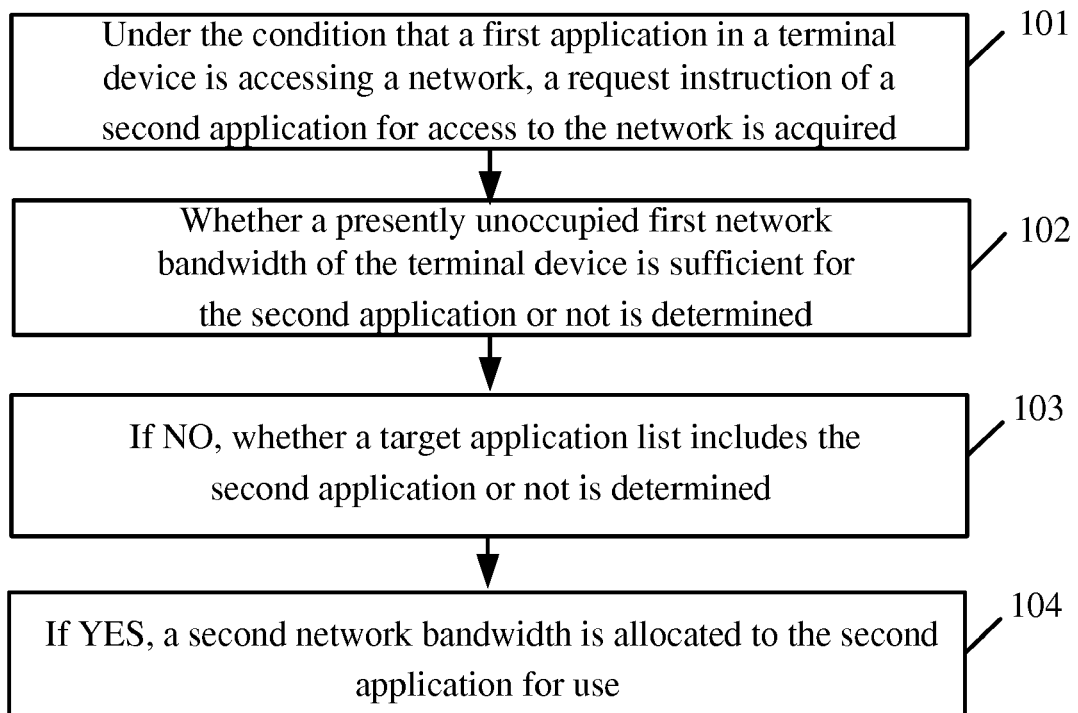 Under the condition that a first application in a terminal
device is accessing a network, a request instruction of a
second application for access to the network is acquired
101
Whether a presently unoccupied first network
bandwidth of the terminal device is sufficient for
the second application or not is determined
102
If NO, whether a target application list includes the
second application or not is determined
103
If YES, a second network bandwidth is allocated to the second
application for use
104